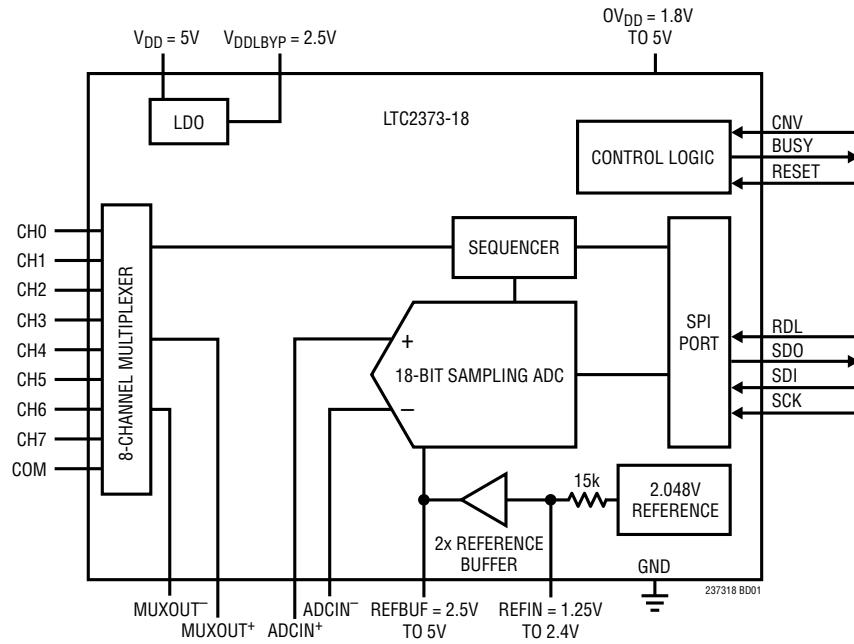 V_DD = 5V
V_DDLBYP = 2.5V
OV_DD = 1.8V
TO 5V
LDO
LTC2373-18
CONTROL LOGIC
CNV
BUSY
RESET
CH0
CH1
CH2
CH3
CH4
CH5
CH6
CH7
COM
8-CHANNEL MULTIPLEXER
SEQUENCER
SPI
PORT
RDL
SDO
SDI
SCK
+
18-BIT SAMPLING ADC
–
15k
2.048V
REFERENCE
2x REFERENCE
BUFFER
GND
237318 BD01
MUXOUT–
MUXOUT+
ADCIN+
ADCIN–
REFBUF = 2.5V
TO 5V
REFIN = 1.25V
TO 2.4V